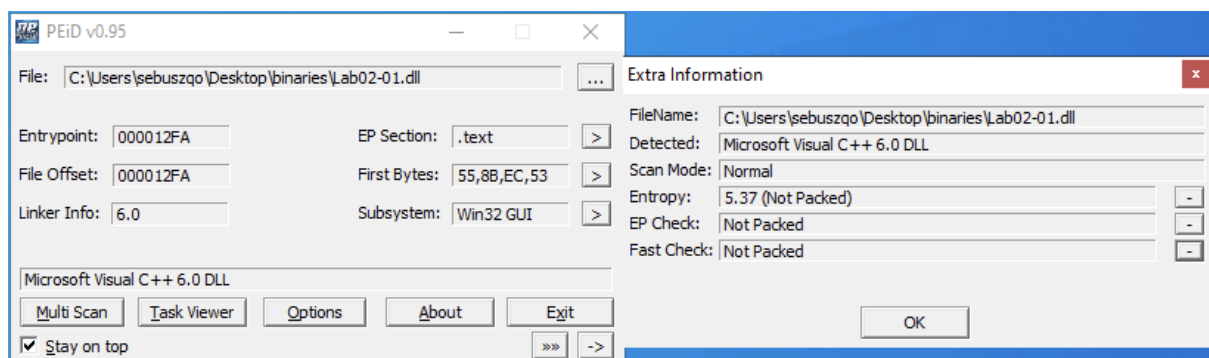 PEiD v0.95
File: C:\Users\sebuszqo\Desktop\binaries\Lab02-01.dll ...
Entrypoint: 000012FA EP Section: .text >
File Offset: 000012FA First Bytes: 55,8B,EC,53 >
Linker Info: 6.0 Subsystem: Win32 GUI >
Microsoft Visual C++ 6.0 DLL
Multi Scan Task Viewer Options About Exit
Stay on top »» ->
Extra Information x
FileName: C:\Users\sebuszqo\Desktop\binaries\Lab02-01.dll
Detected: Microsoft Visual C++ 6.0 DLL
Scan Mode: Normal
Entropy: 5.37 (Not Packed) -
EP Check: Not Packed -
Fast Check: Not Packed -
OK